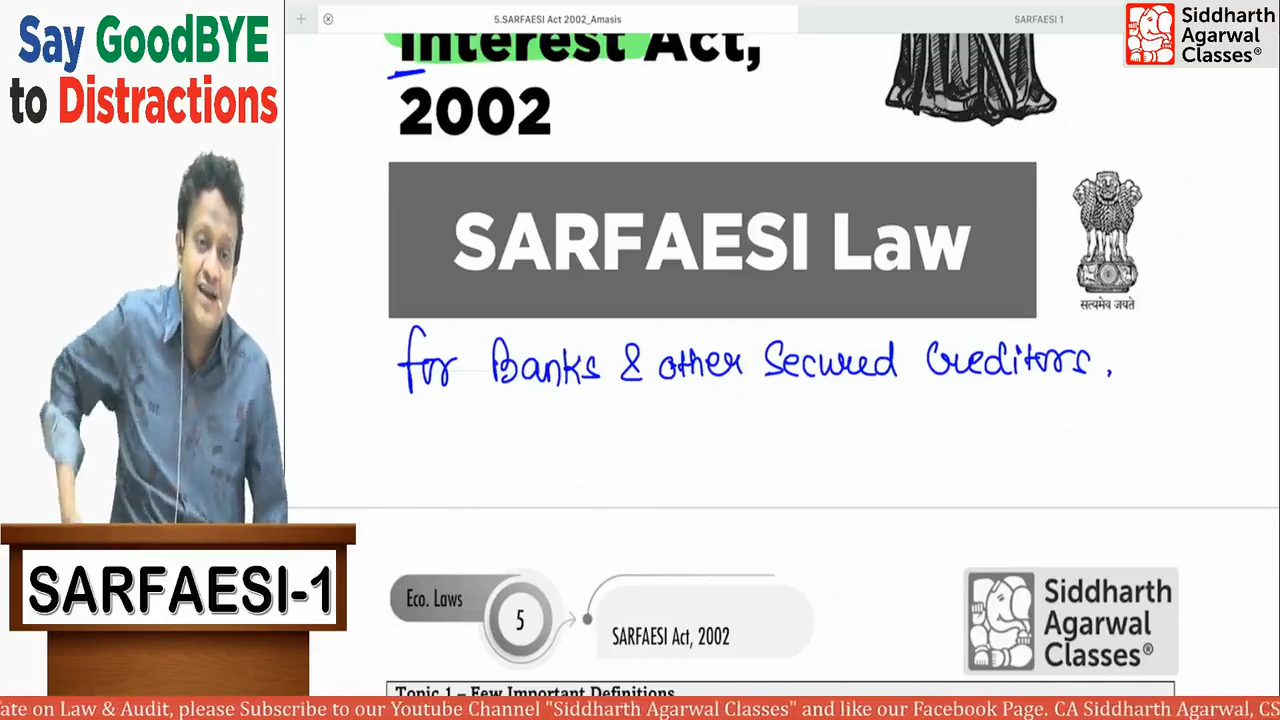 5.SARFAESI Act 2002_Amasis
SARFAESI 1
Siddharth
Agarwal
Classes®
Say GoodBYE
to Distractions
Interest Act,
2002
SARFAESI Law
सत्यमेव जयते
for Banks & other Secured Creditors.
SARFAESI-1
Eco. Laws
5
SARFAESI Act, 2002
Siddharth
Agarwal
Classes®
Topic 1 – Few Important Definitions
on Law & Audit, please Subscribe to our Youtube Channel "Siddharth Agarwal Classes" and like our Facebook Page. CA Siddharth Agarwal, CS